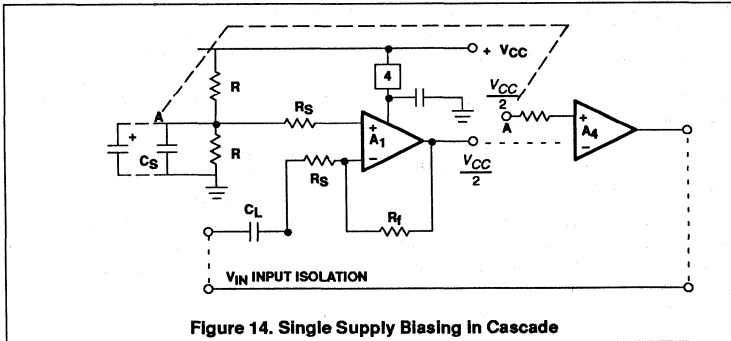 + VCC
4
R
VCC
2
A
RS
+
A1
−
A
+
A4
−
+
CS
R
RS
VCC
2
CL
Rf
VIN INPUT ISOLATION
Figure 14. Single Supply Biasing in Cascade